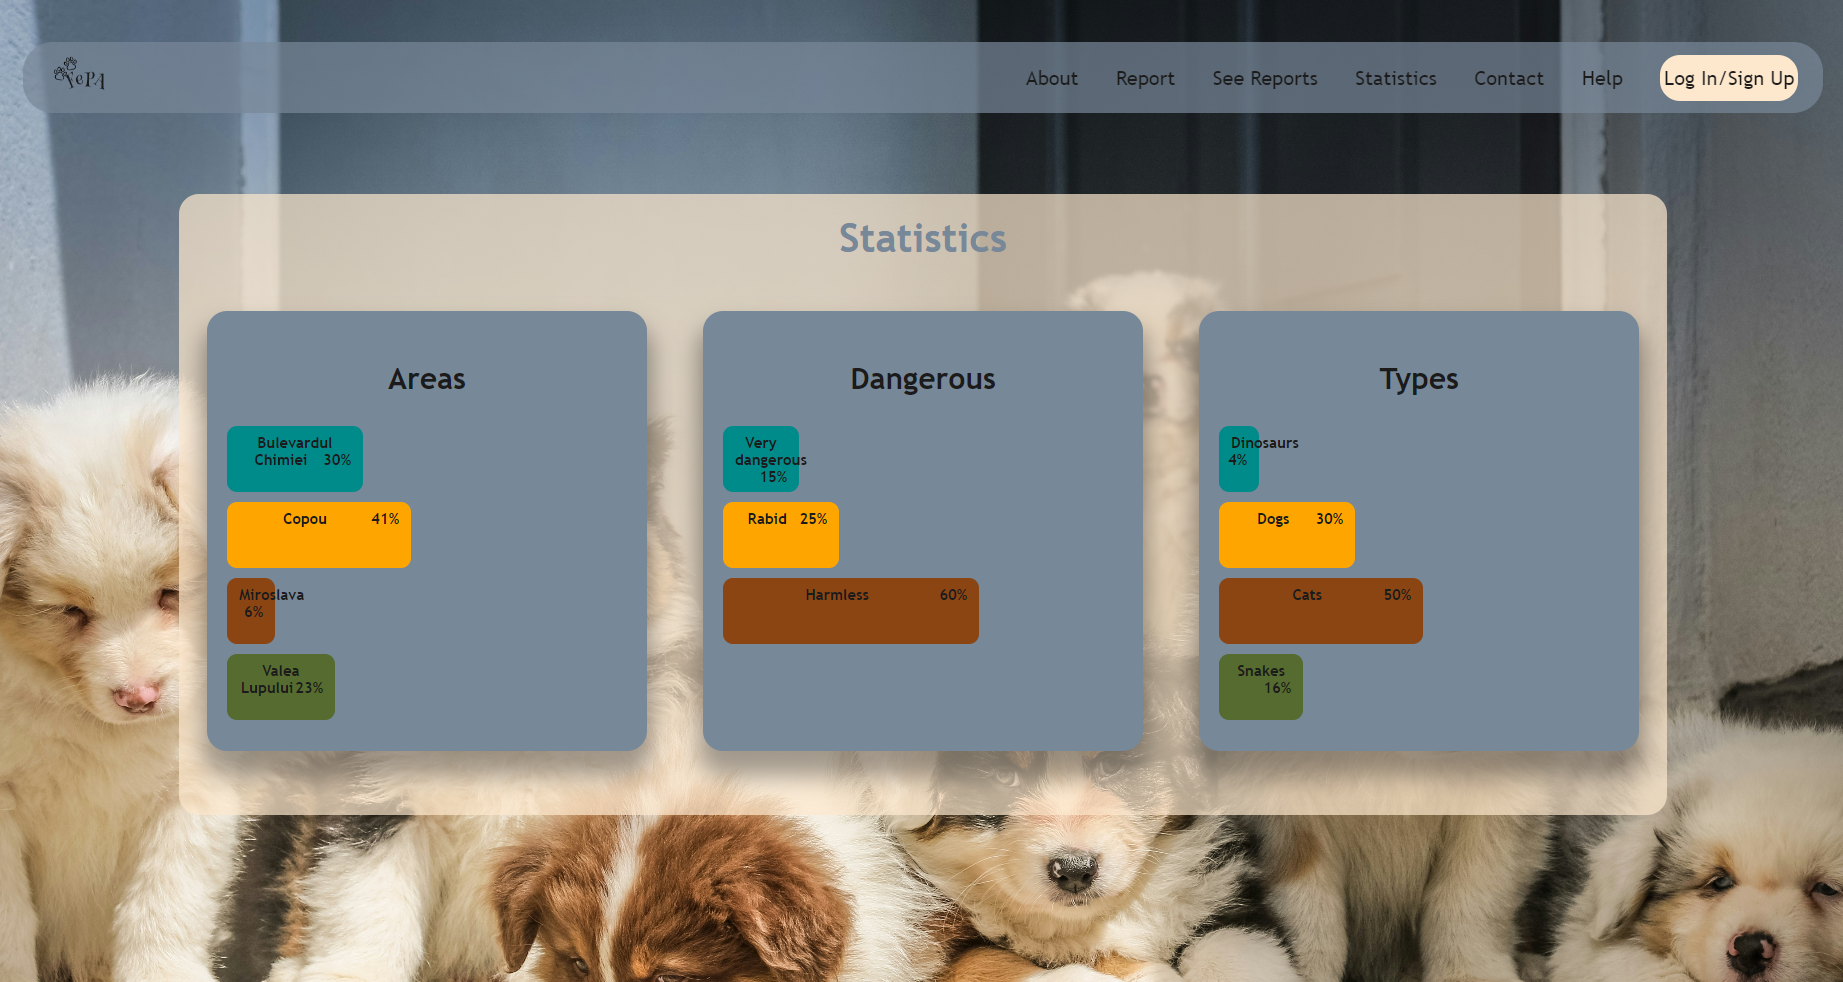 YePA
About
Report
See Reports
Statistics
Contact
Help
Log In/Sign Up
Statistics
Areas
Bulevardul
Chimiei 30%
Copou 41%
Miroslava
6%
Valea
Lupului 23%
Dangerous
Very
dangerous
15%
Rabid 25%
Harmless 60%
Types
Dinosaurs
4%
Dogs 30%
Cats 50%
Snakes
16%